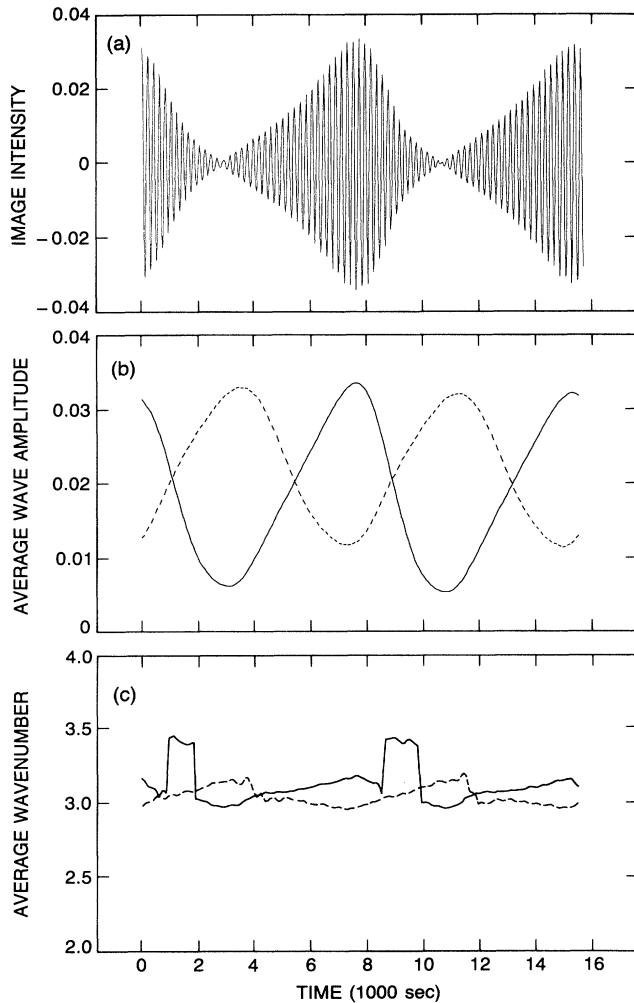 (a)
IMAGE INTENSITY
0.04
0.02
0
−0.02
−0.04
(b)
AVERAGE WAVE AMPLITUDE
0.04
0.03
0.02
0.01
0
(c)
AVERAGE WAVENUMBER
4.0
3.5
3.0
2.5
2.0
0 2 4 6 8 10 12 14 16
TIME (1000 sec)